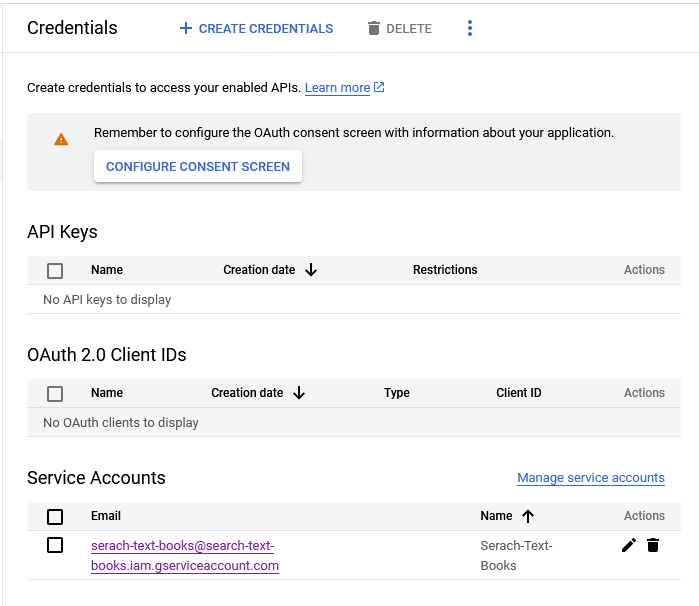 Credentials
CREATE CREDENTIALS
DELETE
Create credentials to access your enabled APIs. Learn more
Remember to configure the OAuth consent screen with information about your application.
CONFIGURE CONSENT SCREEN
API Keys
Name Creation date Restrictions Actions
No API keys to display
OAuth 2.0 Client IDs
Name Creation date Type Client ID Actions
No OAuth clients to display
Service Accounts
Manage service accounts
Email Name Actions
serach-text-books@search-text-
books.iam.gserviceaccount.com
Serach-Text-
Books